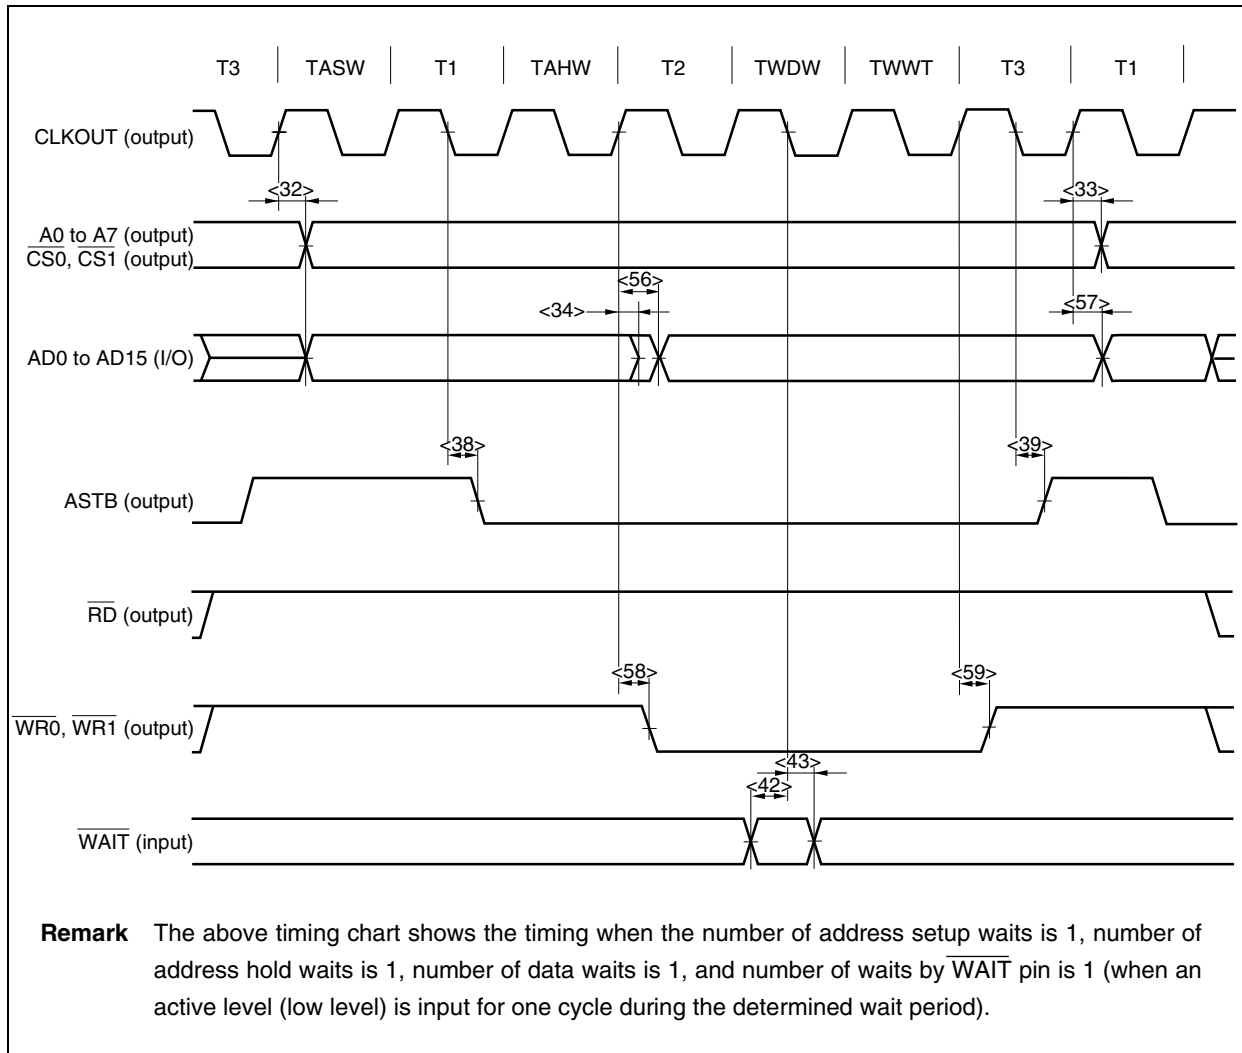 T3 TASW T1 TAHW T2 TWDW TWWT T3 T1
CLKOUT (output)
<32> <33>
A0 to A7 (output)
CS0, CS1 (output)
<56>
<34> <57>
AD0 to AD15 (I/O)
<38> <39>
ASTB (output)
RD (output)
<58> <59>
WR0, WR1 (output)
<43>
<42>
WAIT (input)
Remark The above timing chart shows the timing when the number of address setup waits is 1, number of
address hold waits is 1, number of data waits is 1, and number of waits by WAIT pin is 1 (when an
active level (low level) is input for one cycle during the determined wait period).